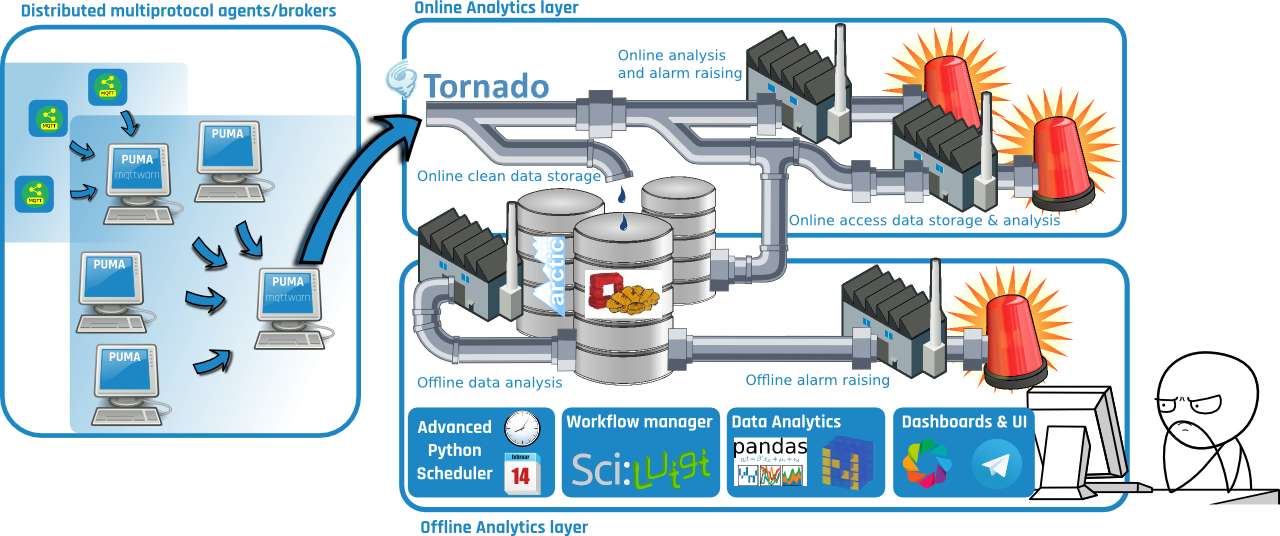 Distributed multiprotocol agents/brokers
MQTT
MQTT
MQTT
PUMA
mqttwarn
PUMA
PUMA
PUMA
PUMA
mqttwarn
Online Analytics layer
Tornado
Online analysis
and alarm raising
Online clean data storage
Online access data storage & analysis
arctic
Offline data analysis
Offline alarm raising
Advanced
Python
Scheduler
februar
14
Workflow manager
Sci:Luigi
Data Analytics
pandas
Dashboards & UI
Offline Analytics layer